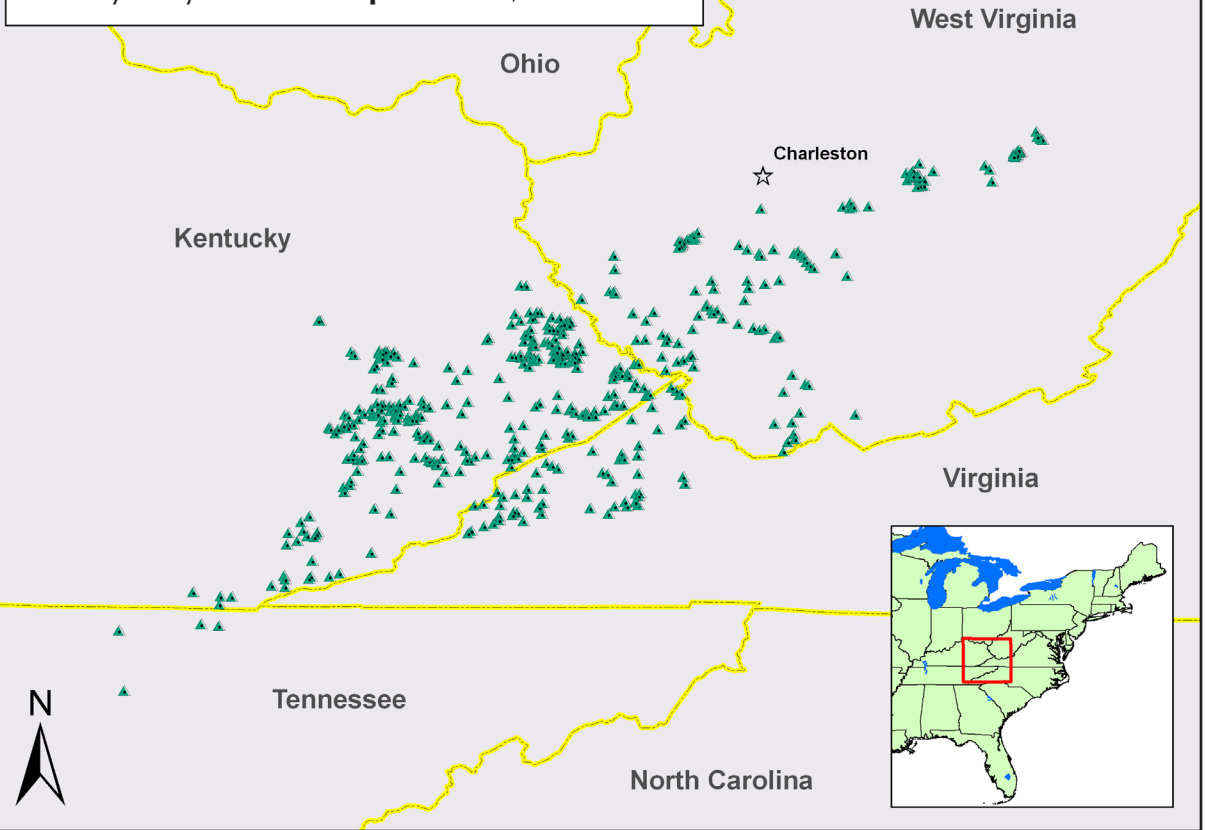 West Virginia
Ohio
Charleston
Kentucky
Virginia
Tennessee
N
North Carolina